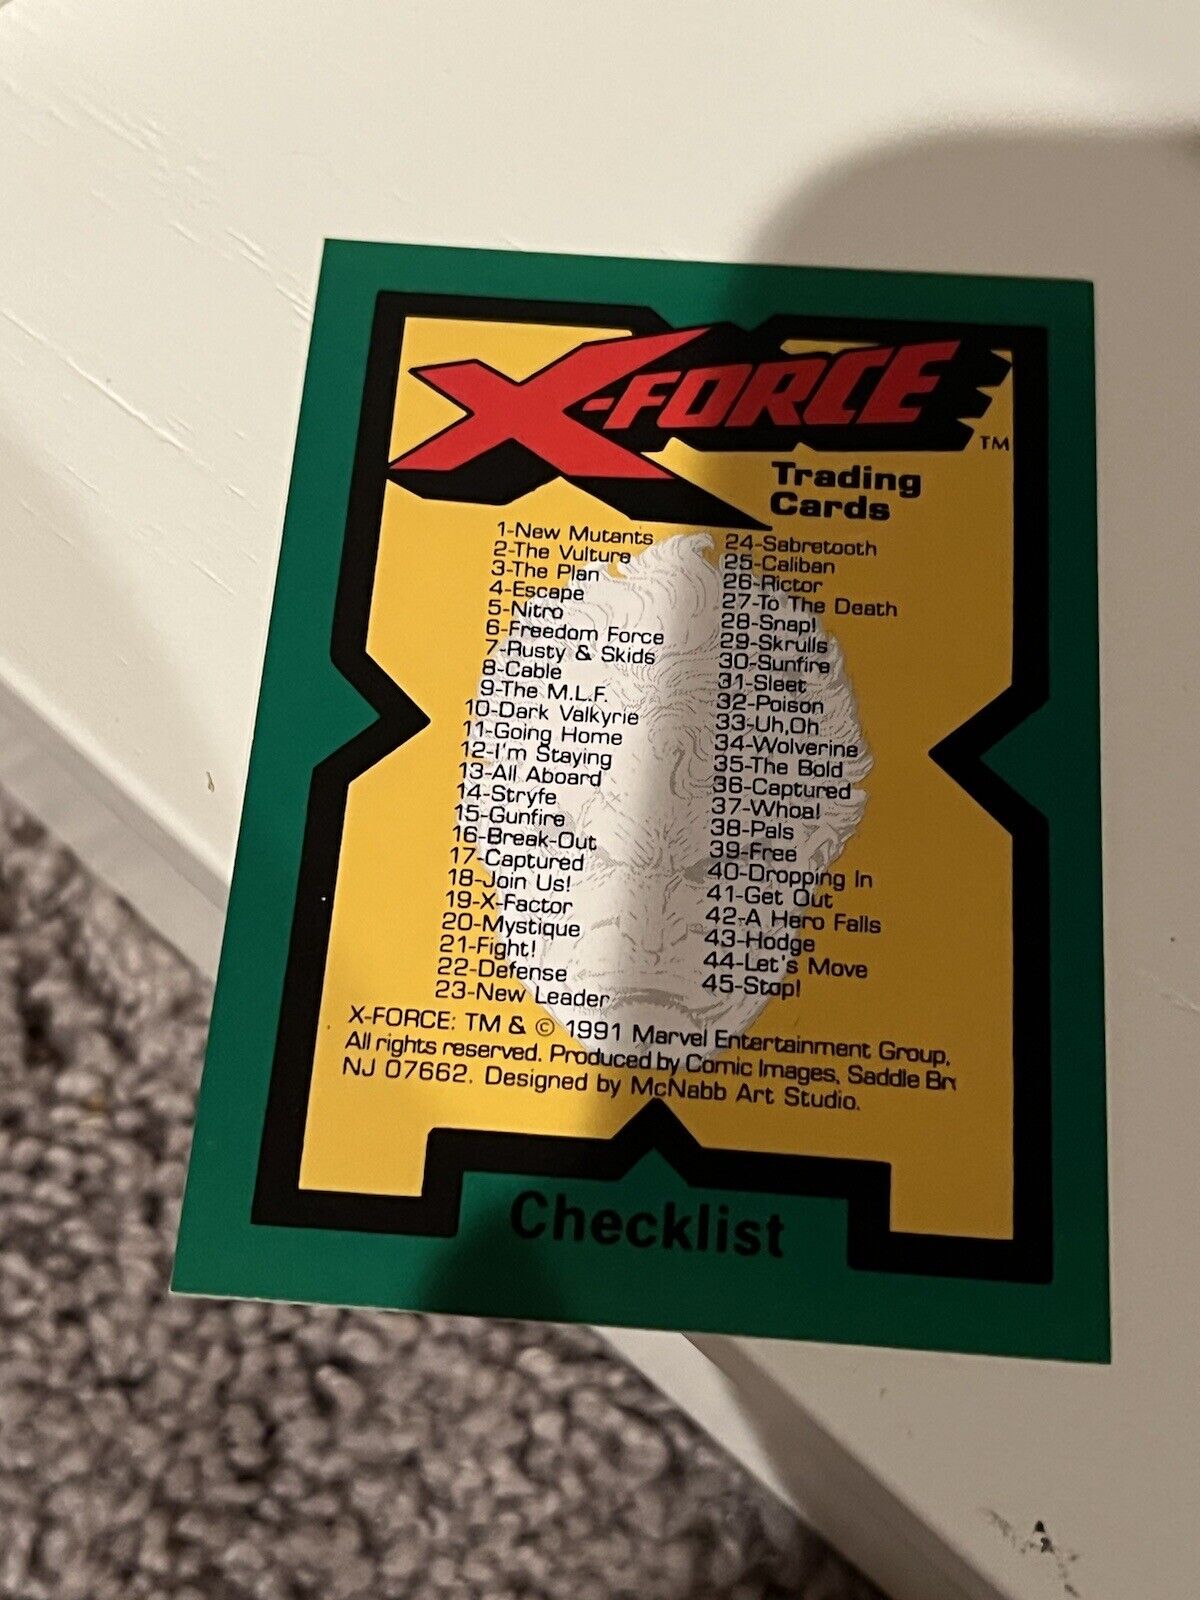 X-FORCE
TM
Trading
Cards
1-New Mutants
2-The Vulture
3-The Plan
4-Escape
5-Nitro
6-Freedom Force
7-Rusty & Skids
8-Cable
9-The M.L.F.
10-Dark Valkyrie
11-Going Home
12-I'm Staying
13-All Aboard
14-Stryfe
15-Gunfire
16-Break-Out
17-Captured
18-Join Us!
19-X-Factor
20-Mystique
21-Fight!
22-Defense
23-New Leader
24-Sabretooth
25-Caliban
26-Rictor
27-To The Death
28-Snap!
29-Skrulls
30-Sunfire
31-Sleet
32-Poison
33-Uh,Oh
34-Wolverine
35-The Bold
36-Captured
37-Whoa!
38-Pals
39-Free
40-Dropping In
41-Get Out
42-A Hero Falls
43-Hodge
44-Let's Move
45-Stop!
X-FORCE: TM & © 1991 Marvel Entertainment Group,
All rights reserved. Produced by Comic Images, Saddle Br
NJ 07662. Designed by McNabb Art Studio.
Checklist